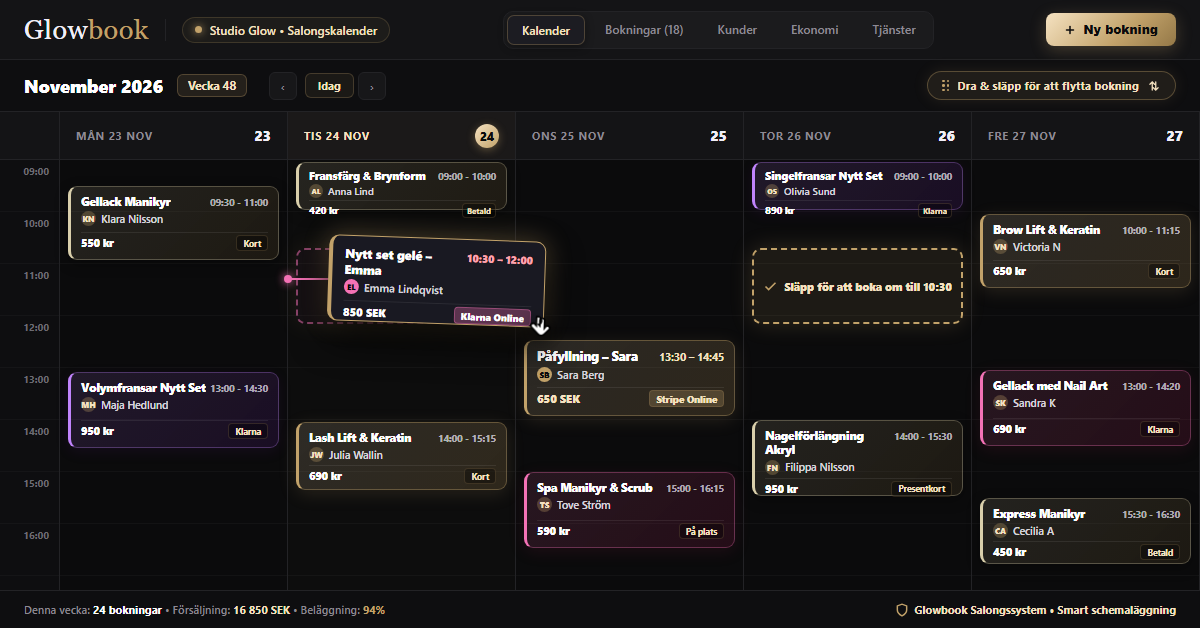 Glowbook
Studio Glow • Salongskalender
Kalender
Bokningar (18)
Kunder
Ekonomi
Tjänster
+ Ny bokning
November 2026
Vecka 48
‹
Idag
›
Dra & släpp för att flytta bokning
MÅN 23 NOV 23
TIS 24 NOV 24
ONS 25 NOV 25
TOR 26 NOV 26
FRE 27 NOV 27
09:00
10:00
11:00
12:00
13:00
14:00
15:00
16:00
Gellack Manikyr 09:30 - 11:00
KN Klara Nilsson
550 kr Kort
Volymfransar Nytt Set 13:00 - 14:30
MH Maja Hedlund
950 kr Klarna
Fransfärg & Brynform 09:00 - 10:00
AL Anna Lind
420 kr Betald
Nytt set gelé – Emma 10:30 – 12:00
EL Emma Lindqvist
850 SEK Klarna Online
Lash Lift & Keratin 14:00 - 15:15
JW Julia Wallin
690 kr Kort
Påfyllning – Sara 13:30 – 14:45
SB Sara Berg
650 SEK Stripe Online
Spa Manikyr & Scrub 15:00 - 16:15
TS Tove Ström
590 kr På plats
Singelfransar Nytt Set 09:00 - 10:00
OS Olivia Sund
890 kr Klarna
Släpp för att boka om till 10:30
Nagelförlängning Akryl 14:00 - 15:30
FN Filippa Nilsson
950 kr Presentkort
Brow Lift & Keratin 10:00 - 11:15
VN Victoria N
650 kr Kort
Gellack med Nail Art 13:00 - 14:20
SK Sandra K
690 kr Klarna
Express Manikyr 15:30 - 16:30
CA Cecilia A
450 kr Betald
Denna vecka: 24 bokningar • Försäljning: 16 850 SEK • Beläggning: 94%
Glowbook Salongssystem • Smart schemaläggning